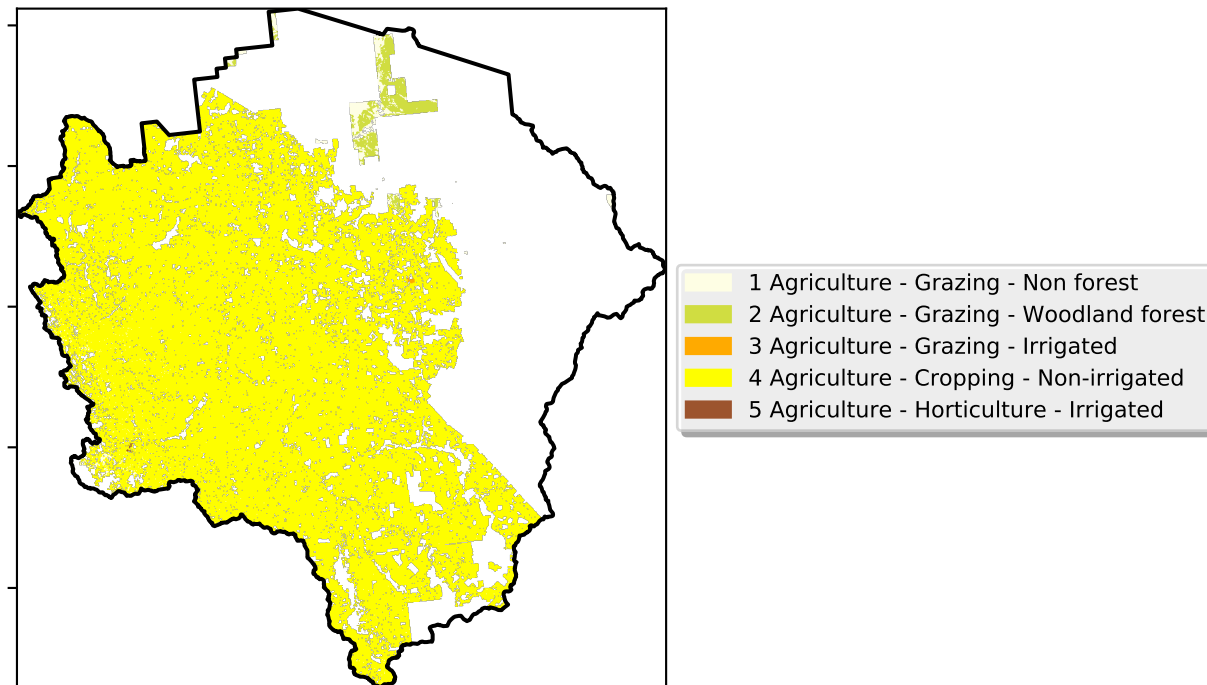 1 Agriculture - Grazing - Non forest
2 Agriculture - Grazing - Woodland forest
3 Agriculture - Grazing - Irrigated
4 Agriculture - Cropping - Non-irrigated
5 Agriculture - Horticulture - Irrigated